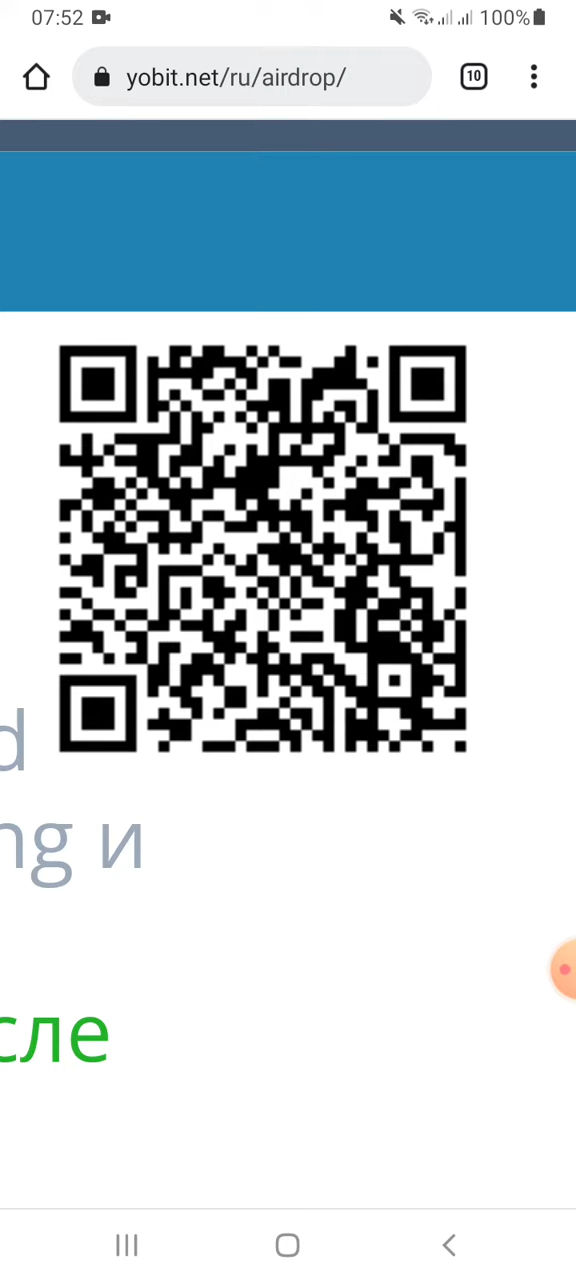 07:52
100%
yobit.net/ru/airdrop/
10
d
ng и
сле